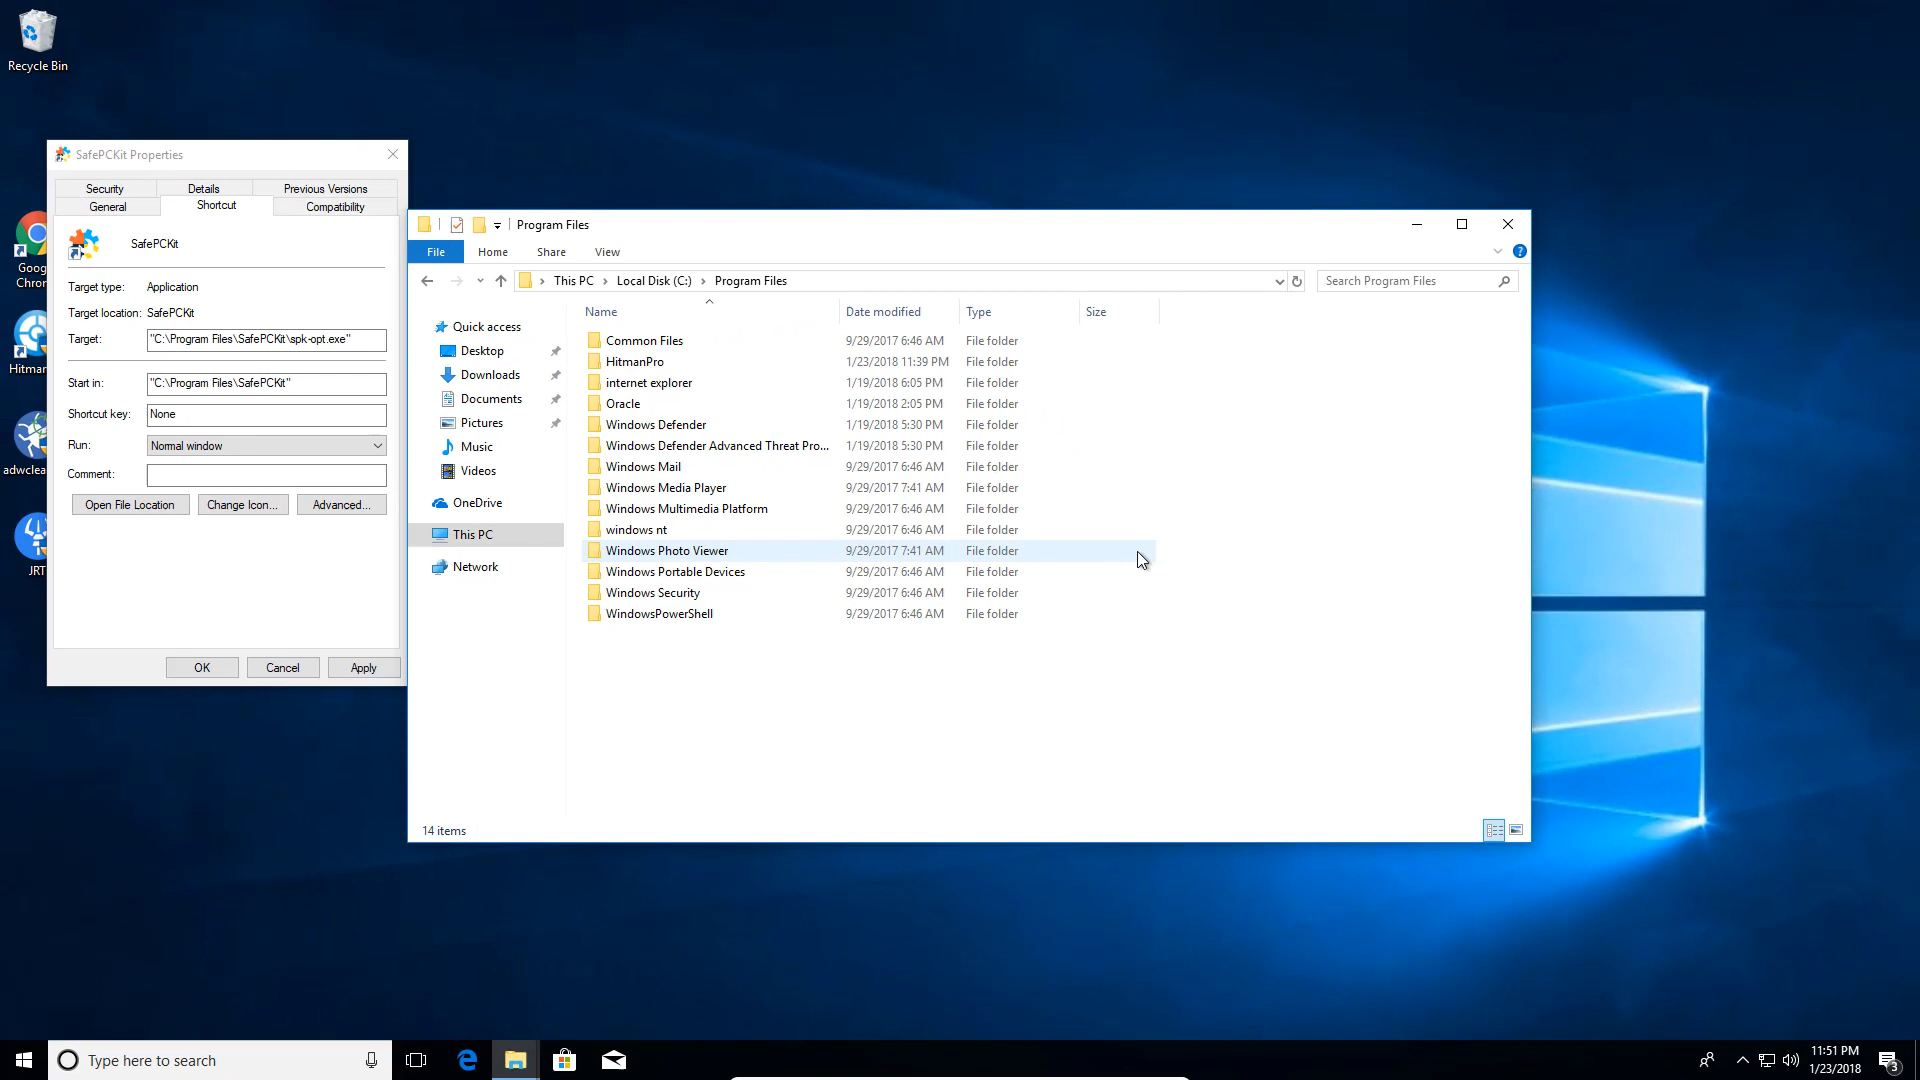 Recycle Bin
SafePCKit Properties
Security Details Previous Versions
General Shortcut Compatibility
SafePCKit
Target type: Application
Target location: SafePCKit
Target: "C:\Program Files\SafePCKit\spk-opt.exe"
Start in: "C:\Program Files\SafePCKit"
Shortcut key: None
Run: Normal window
Comment:
Open File Location Change Icon... Advanced...
OK Cancel Apply
Goog
Chron
Hitman
adwclea
JRT
Program Files
File Home Share View
This PC > Local Disk (C:) > Program Files
Search Program Files
Quick access
Desktop
Downloads
Documents
Pictures
Music
Videos
OneDrive
This PC
Network
Name Date modified Type Size
Common Files 9/29/2017 6:46 AM File folder
HitmanPro 1/23/2018 11:39 PM File folder
internet explorer 1/19/2018 6:05 PM File folder
Oracle 1/19/2018 2:05 PM File folder
Windows Defender 1/19/2018 5:30 PM File folder
Windows Defender Advanced Threat Pro... 1/19/2018 5:30 PM File folder
Windows Mail 9/29/2017 6:46 AM File folder
Windows Media Player 9/29/2017 7:41 AM File folder
Windows Multimedia Platform 9/29/2017 6:46 AM File folder
windows nt 9/29/2017 6:46 AM File folder
Windows Photo Viewer 9/29/2017 7:41 AM File folder
Windows Portable Devices 9/29/2017 6:46 AM File folder
Windows Security 9/29/2017 6:46 AM File folder
WindowsPowerShell 9/29/2017 6:46 AM File folder
14 items
Type here to search
11:51 PM
1/23/2018
3